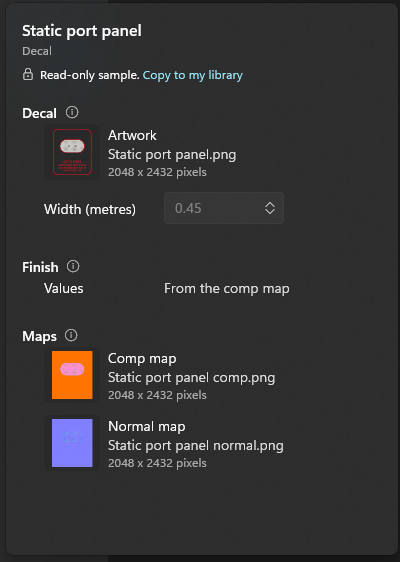 Static port panel
Decal
Read-only sample. Copy to my library
Decal
Artwork
Static port panel.png
2048 x 2432 pixels
Width (metres) 0.45
Finish
Values From the comp map
Maps
Comp map
Static port panel comp.png
2048 x 2432 pixels
Normal map
Static port panel normal.png
2048 x 2432 pixels